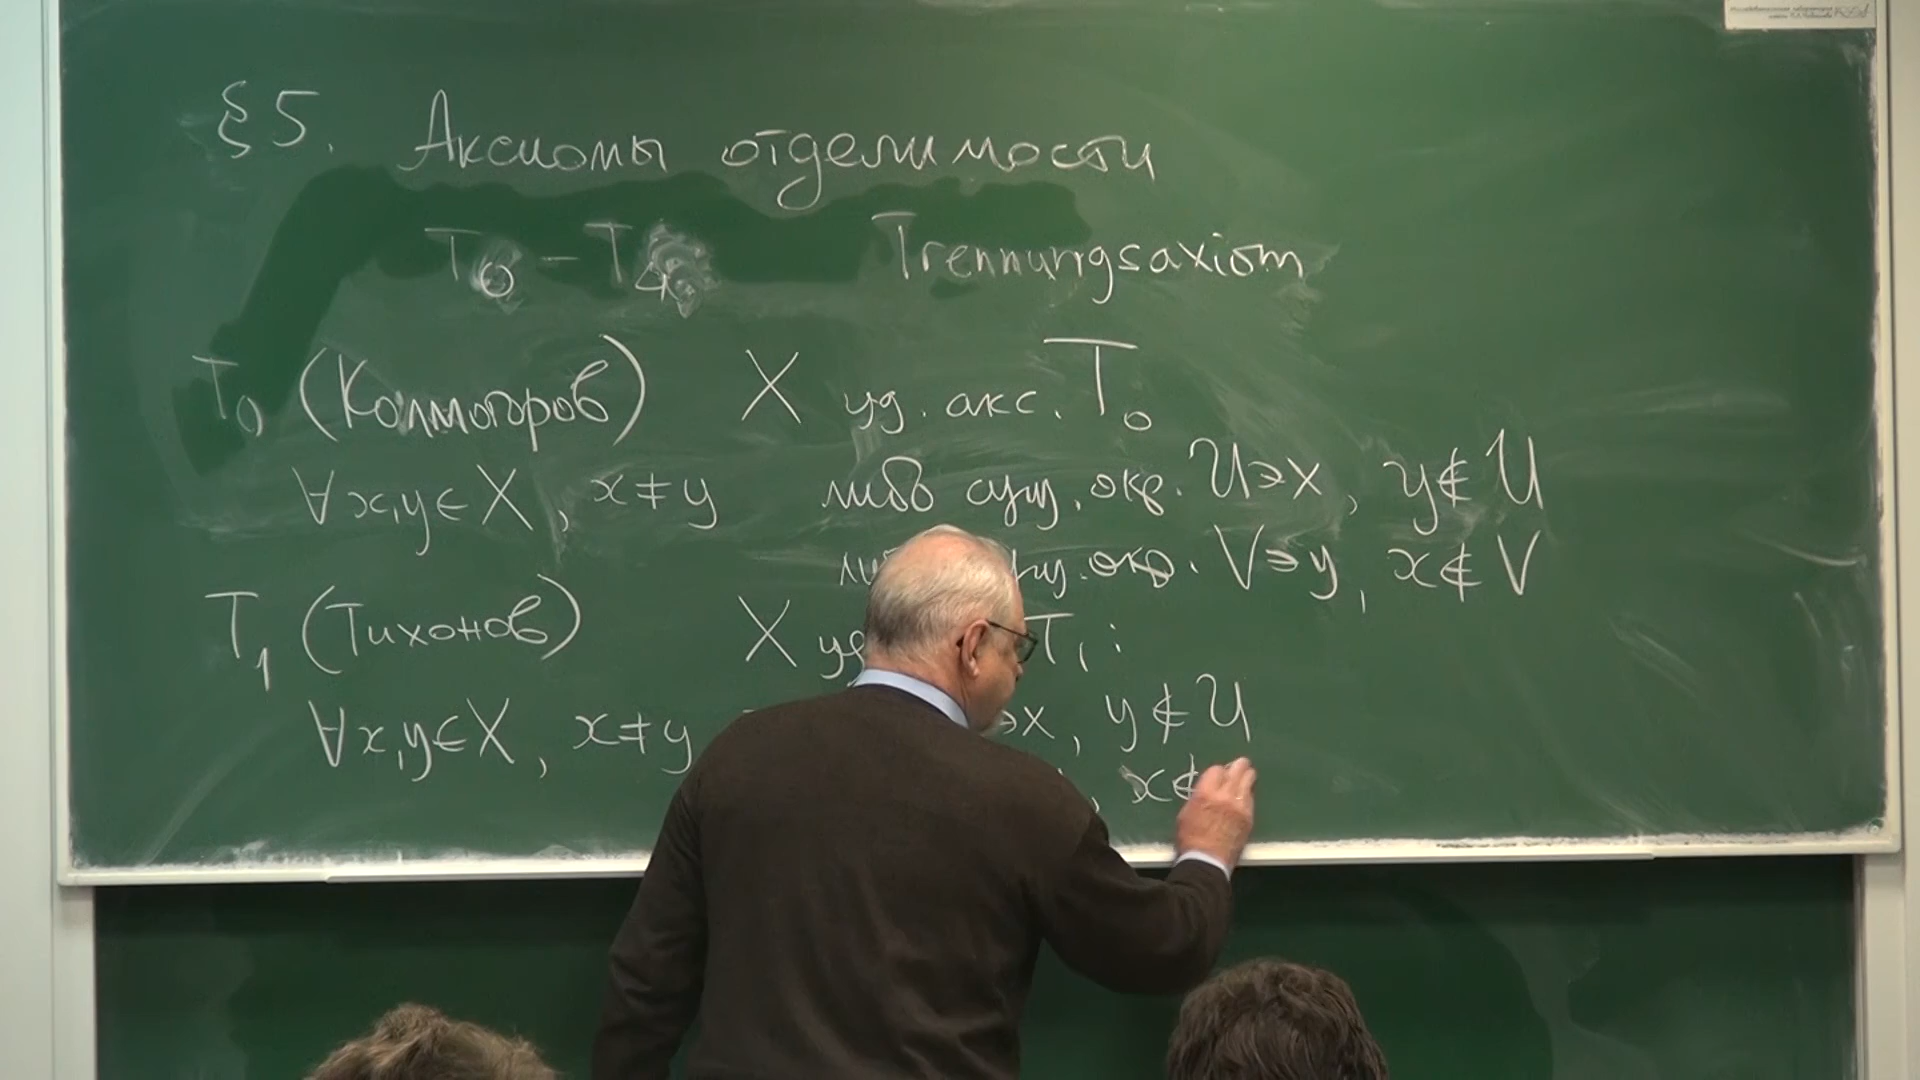 §5. Аксиомы отделимости
T₀ – T₄ Trennungsaxiom
T₀ (Колмогоров) X уд. акс. T₀
∀x,y∈X, x≠y либо сущ. окр. U∋x, y∉U
окр. V∋y, x∉V
T₁ (Тихонов) X T₁:
∀x,y∈X, x≠y ∋x, y∉U
, x∉